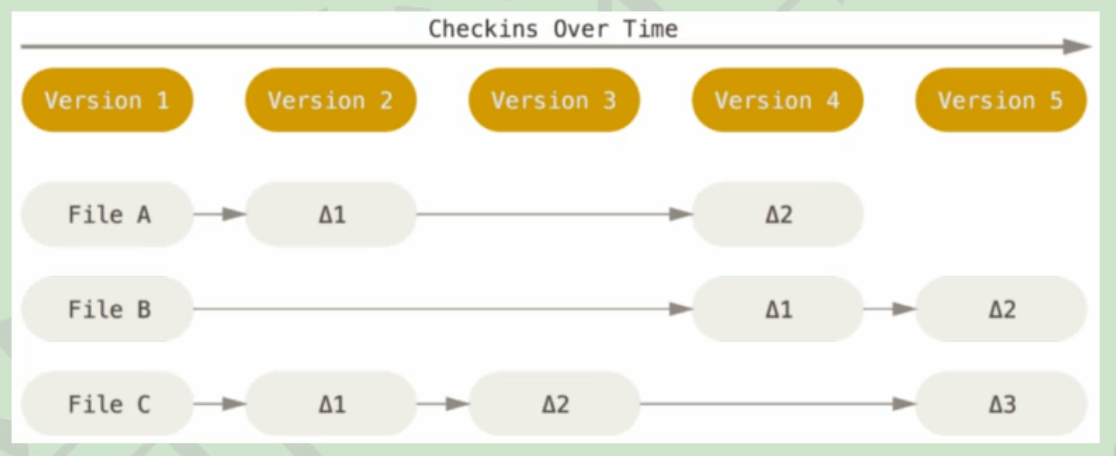 Checkins Over Time
Version 1 Version 2 Version 3 Version 4 Version 5
File A Δ1 Δ2
File B Δ1 Δ2
File C Δ1 Δ2 Δ3